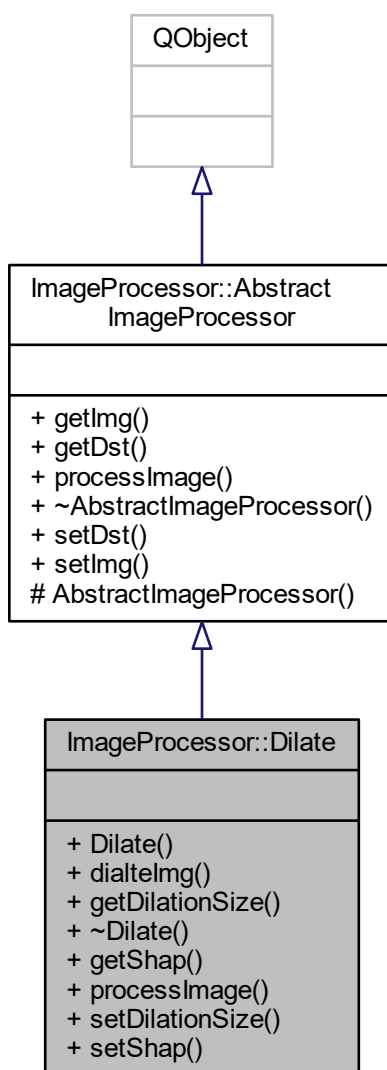 QObject
ImageProcessor::Abstract
ImageProcessor
+ getImg()
+ getDst()
+ processImage()
+ ~AbstractImageProcessor()
+ setDst()
+ setImg()
# AbstractImageProcessor()
ImageProcessor::Dilate
+ Dilate()
+ dialteImg()
+ getDilationSize()
+ ~Dilate()
+ getShap()
+ processImage()
+ setDilationSize()
+ setShap()